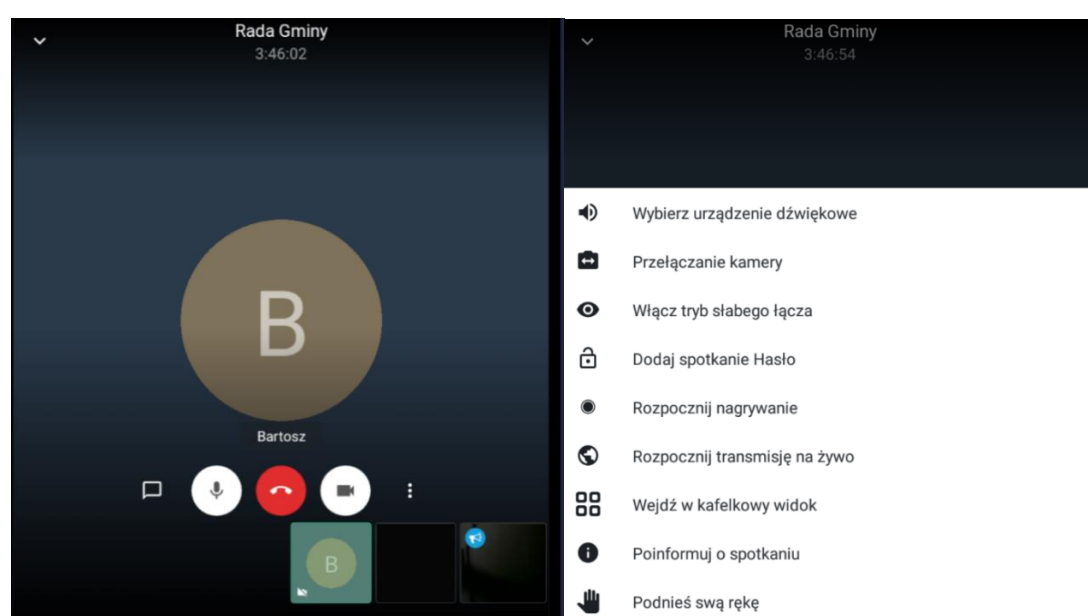 Rada Gminy
3:46:02
B
Bartosz
B
Rada Gminy
3:46:54
Wybierz urządzenie dźwiękowe
Przełączanie kamery
Włącz tryb słabego łącza
Dodaj spotkanie Hasło
Rozpocznij nagrywanie
Rozpocznij transmisję na żywo
Wejdź w kafelkowy widok
Poinformuj o spotkaniu
Podnieś swą rękę